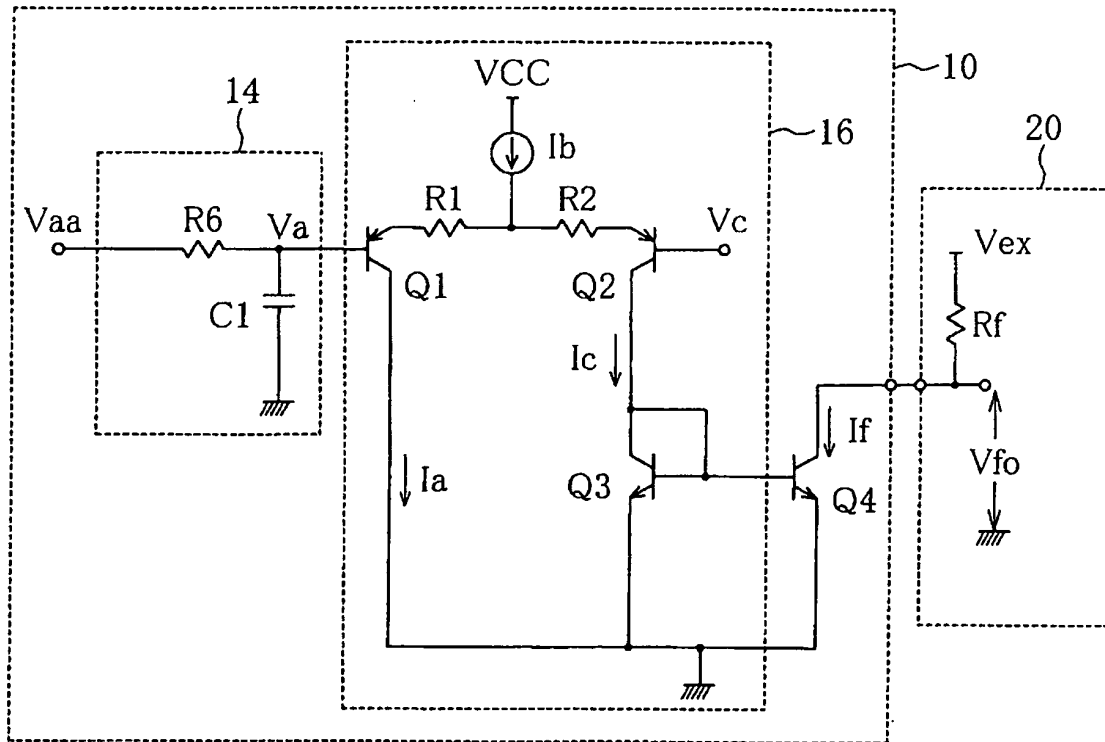 10
14
VCC
16
20
Ib
R1
R2
Vaa
R6
Va
Vc
Vex
Q1
Q2
C1
Rf
Ic
If
Vfo
Ia
Q3
Q4